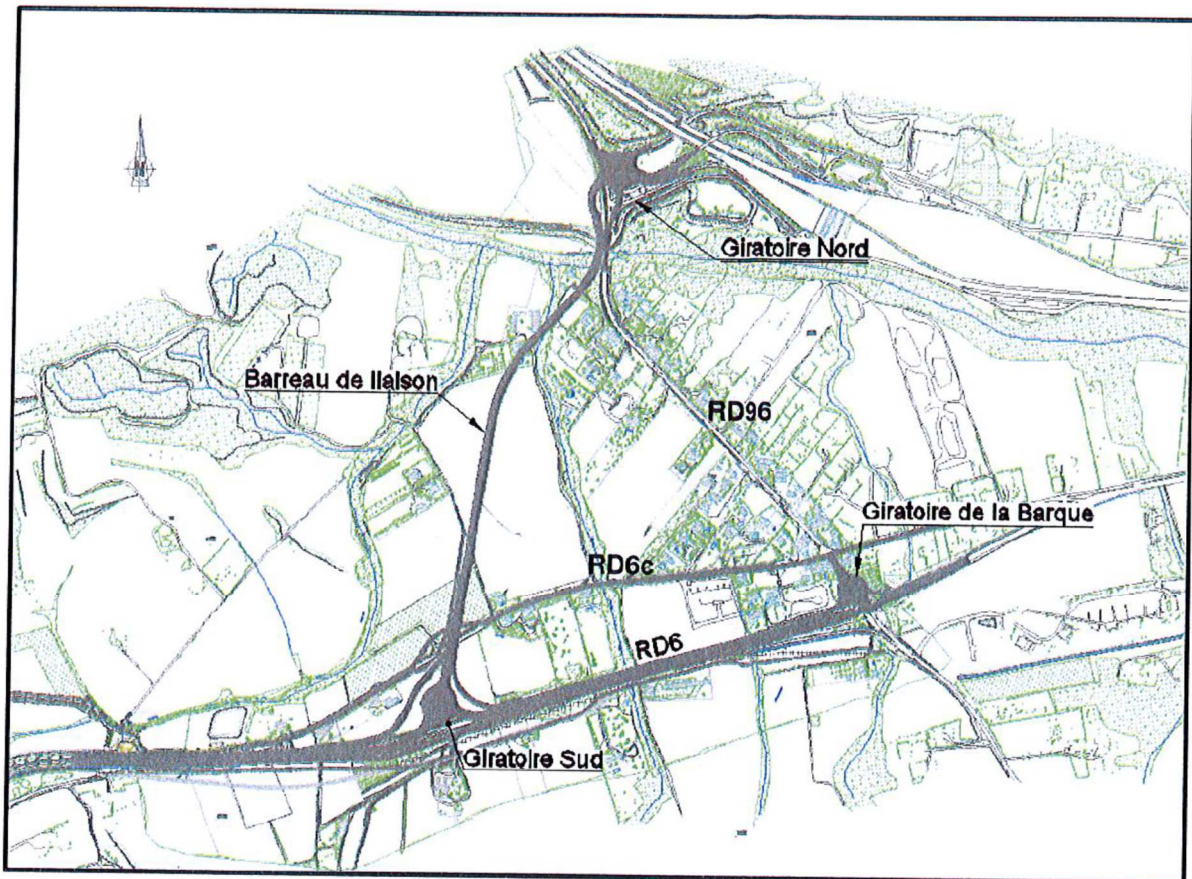 Giratoire Nord
Barreau de liaison
RD96
Giratoire de la Barque
RD6c
RD6
Giratoire Sud